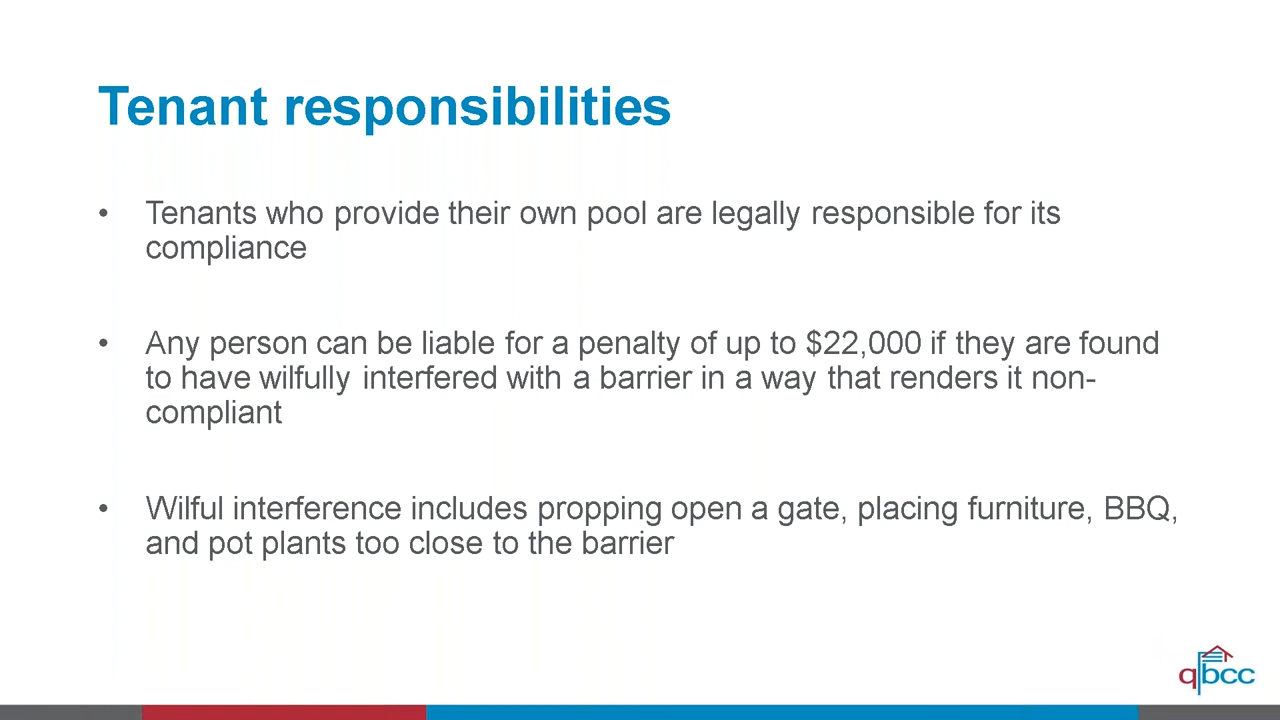 Tenant responsibilities
• Tenants who provide their own pool are legally responsible for its
compliance
• Any person can be liable for a penalty of up to $22,000 if they are found
to have wilfully interfered with a barrier in a way that renders it non-
compliant
• Wilful interference includes propping open a gate, placing furniture, BBQ,
and pot plants too close to the barrier
qbcc